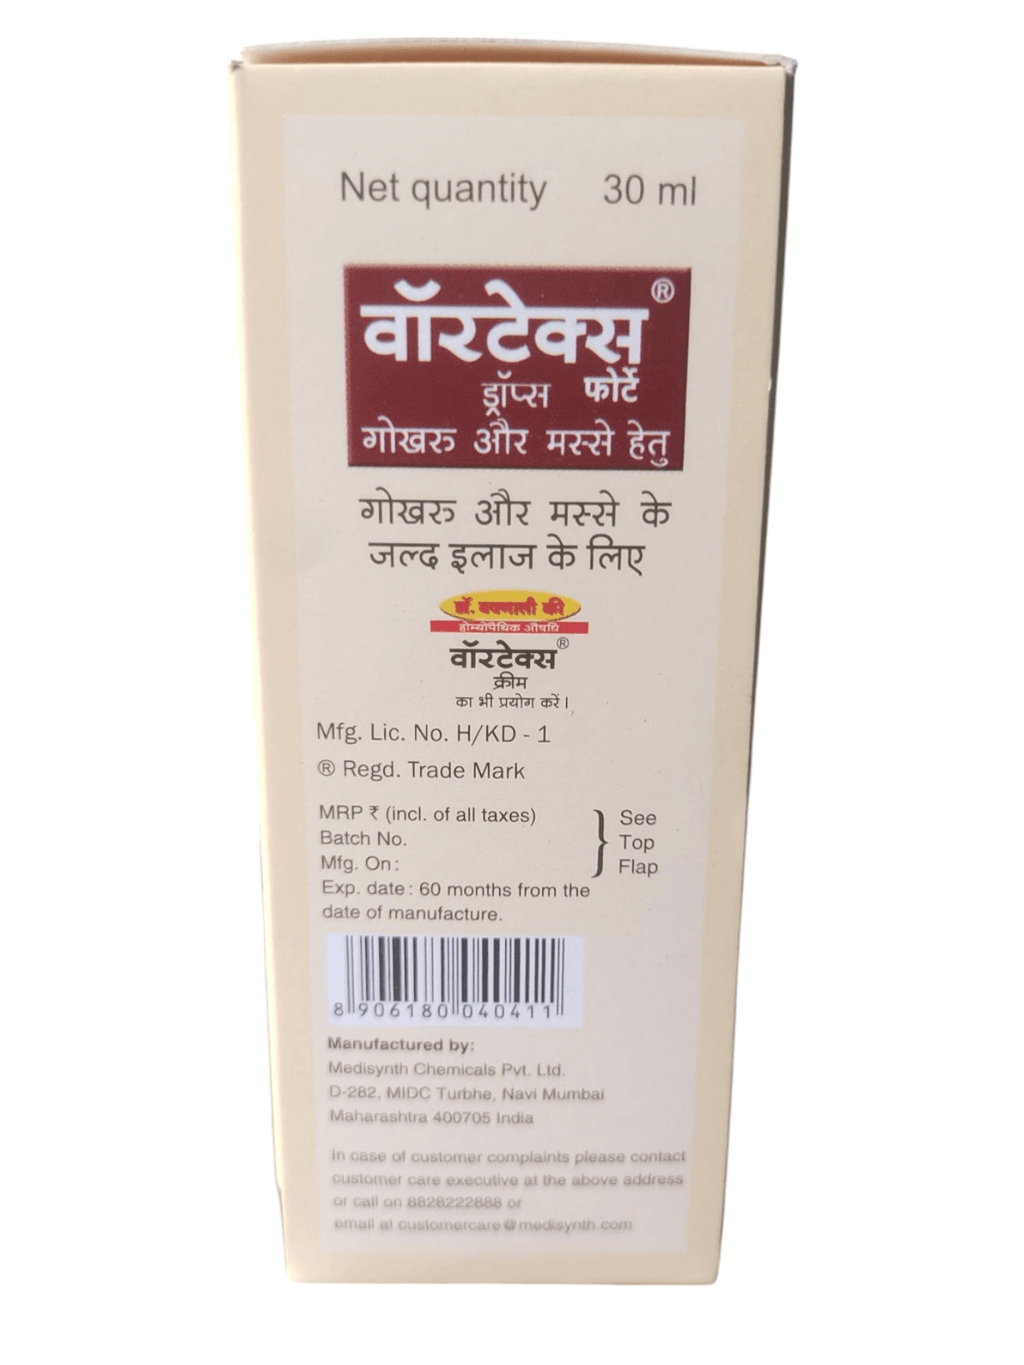 Net quantity 30 ml
वॉरटेक्स ®
ड्रॉप्स फोर्टे
गोखरु और मस्से हेतु
गोखरु और मस्से के
जल्द इलाज के लिए
डॉ. बक्षाली की
होम्योपैथिक औषधि
वॉरटेक्स ®
क्रीम
का भी प्रयोग करें।
Mfg. Lic. No. H/KD - 1
® Regd. Trade Mark
MRP ₹ (incl. of all taxes) } See
Batch No. Top
Mfg. On : Flap
Exp. date : 60 months from the
date of manufacture.
8 906180 040411
Manufactured by:
Medisynth Chemicals Pvt. Ltd.
D-282, MIDC Turbhe, Navi Mumbai
Maharashtra 400705 India
In case of customer complaints please contact
customer care executive at the above address
or call on 8828222888 or
email at customercare@medisynth.com